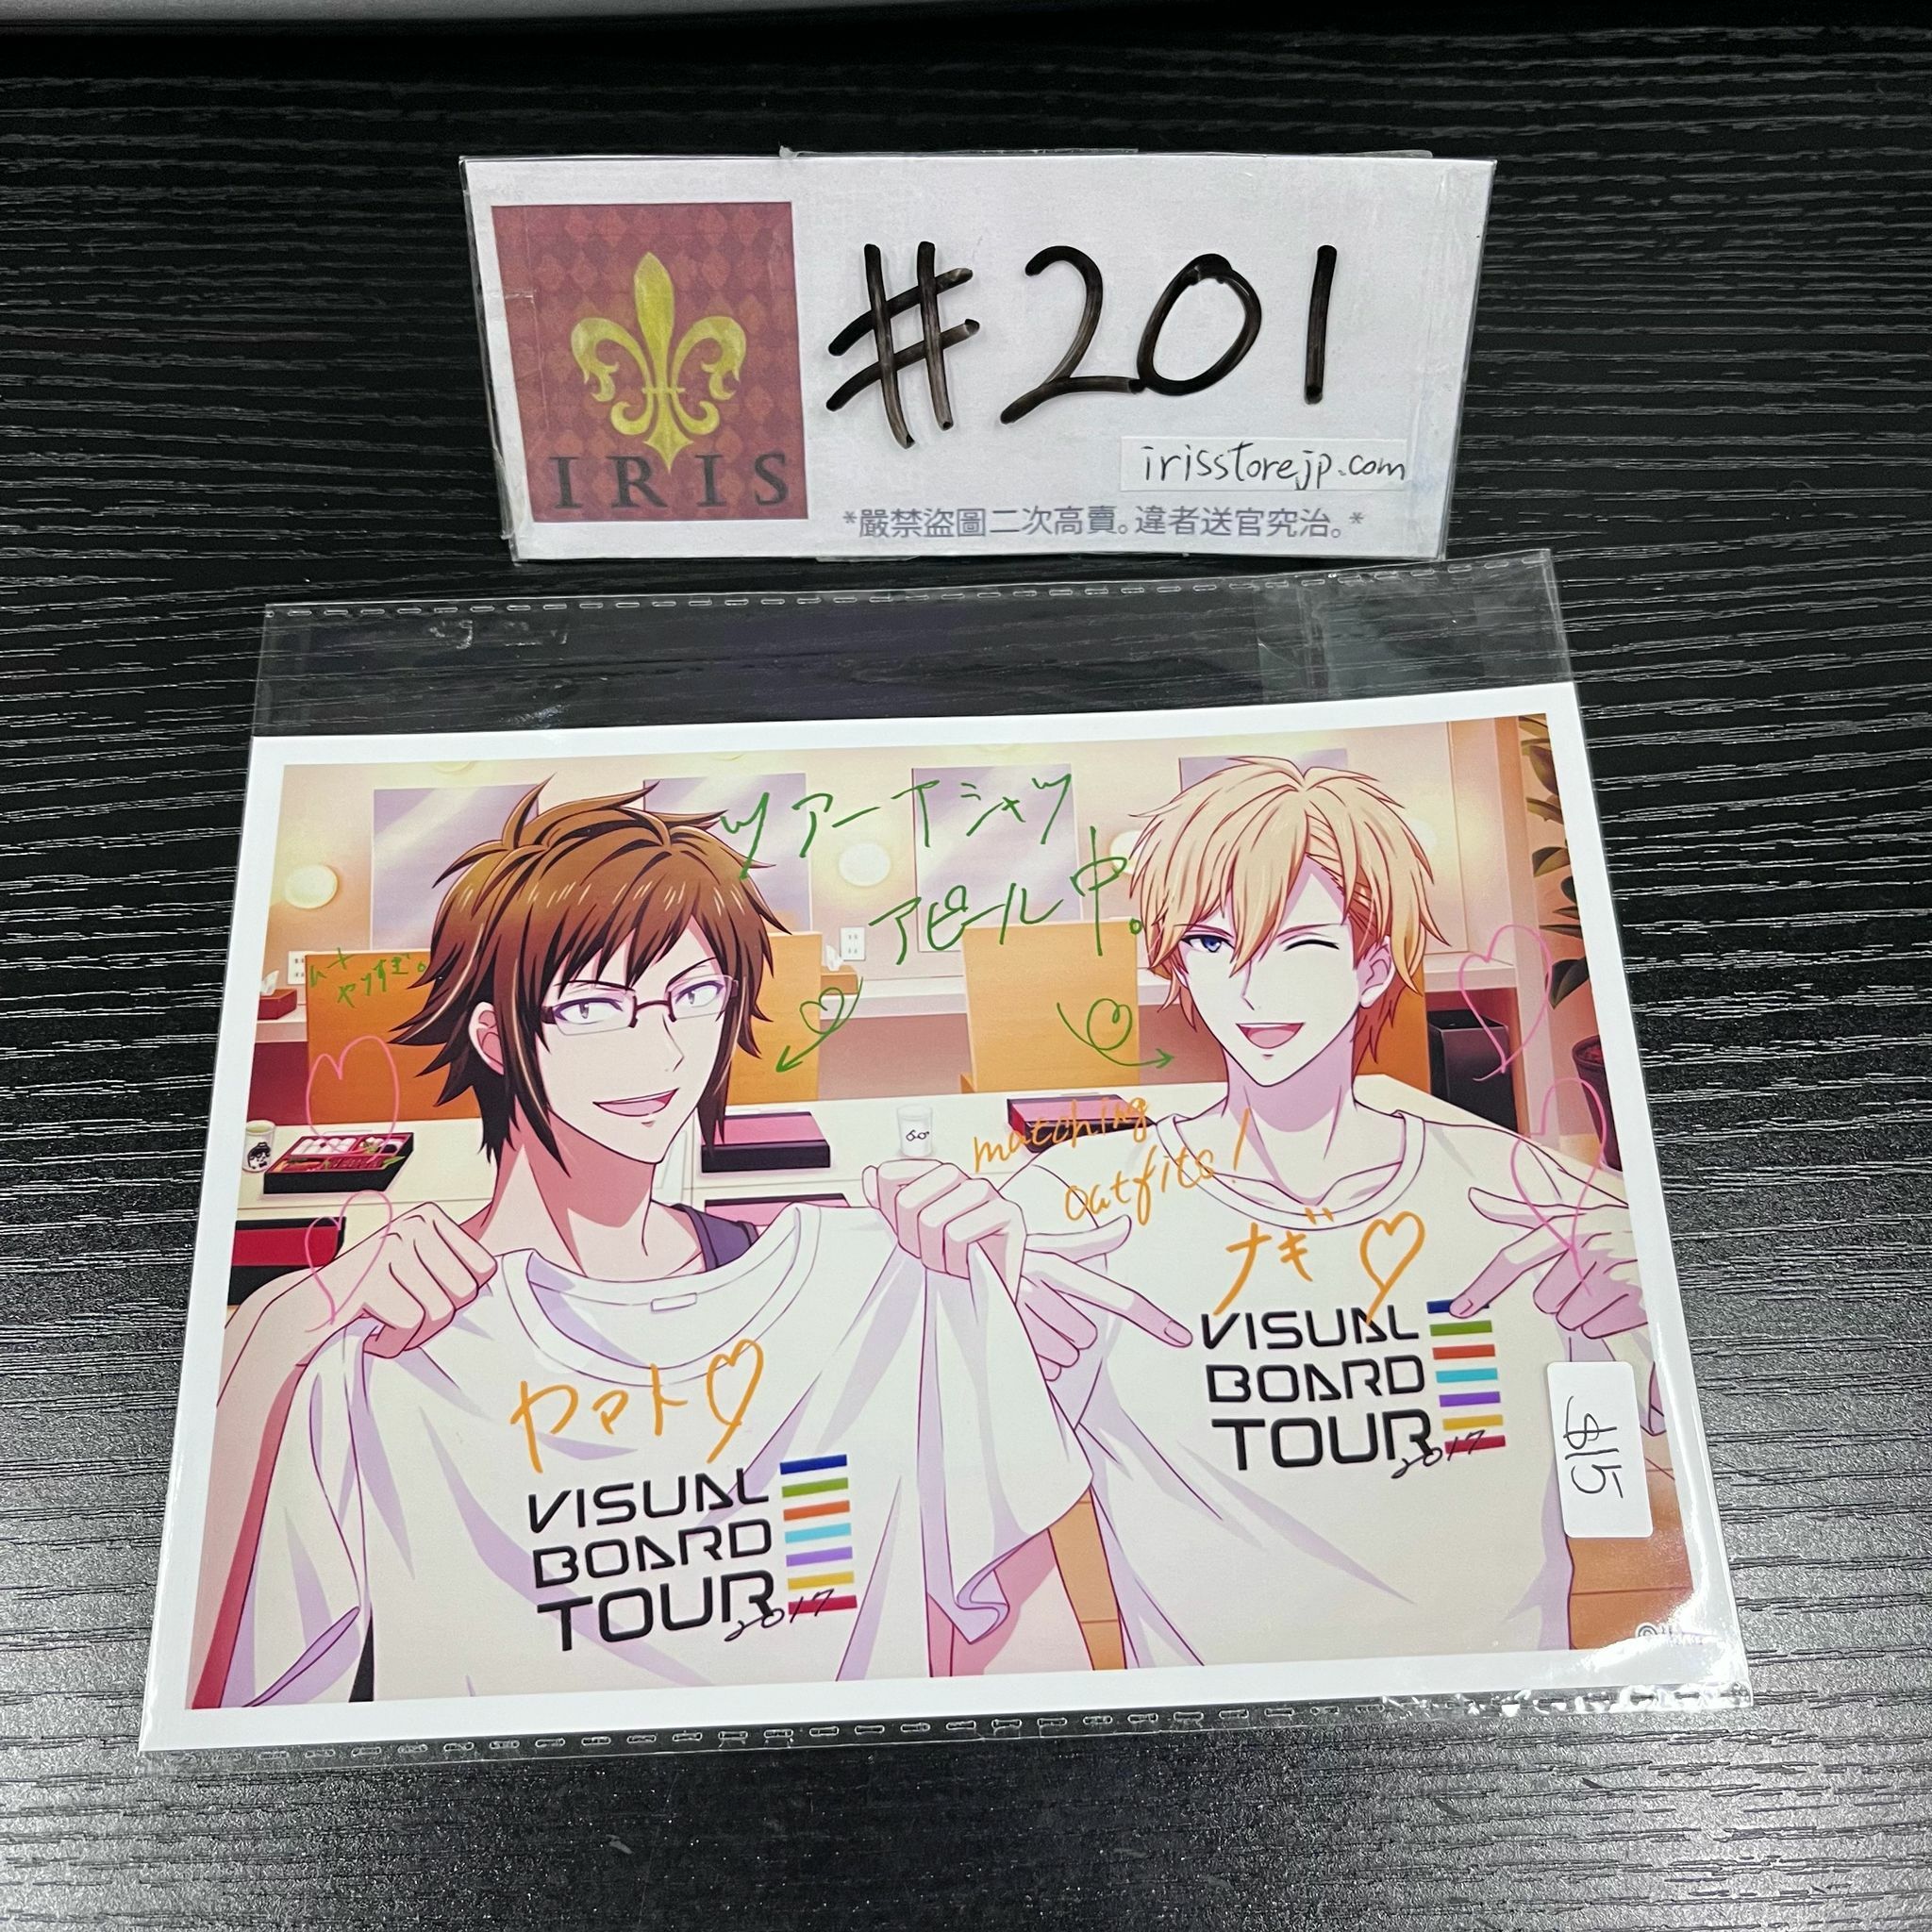 #201
IRIS
irisstorejp.com
*嚴禁盜圖二次高賣。違者送官究治。*
ツアーTシャツ
アピール中。
matching
outfits!
ナギ♡
VISUAL
BOARD
TOUR
2017
ヤマト♡
VISUAL
BOARD
TOUR
2017
$15